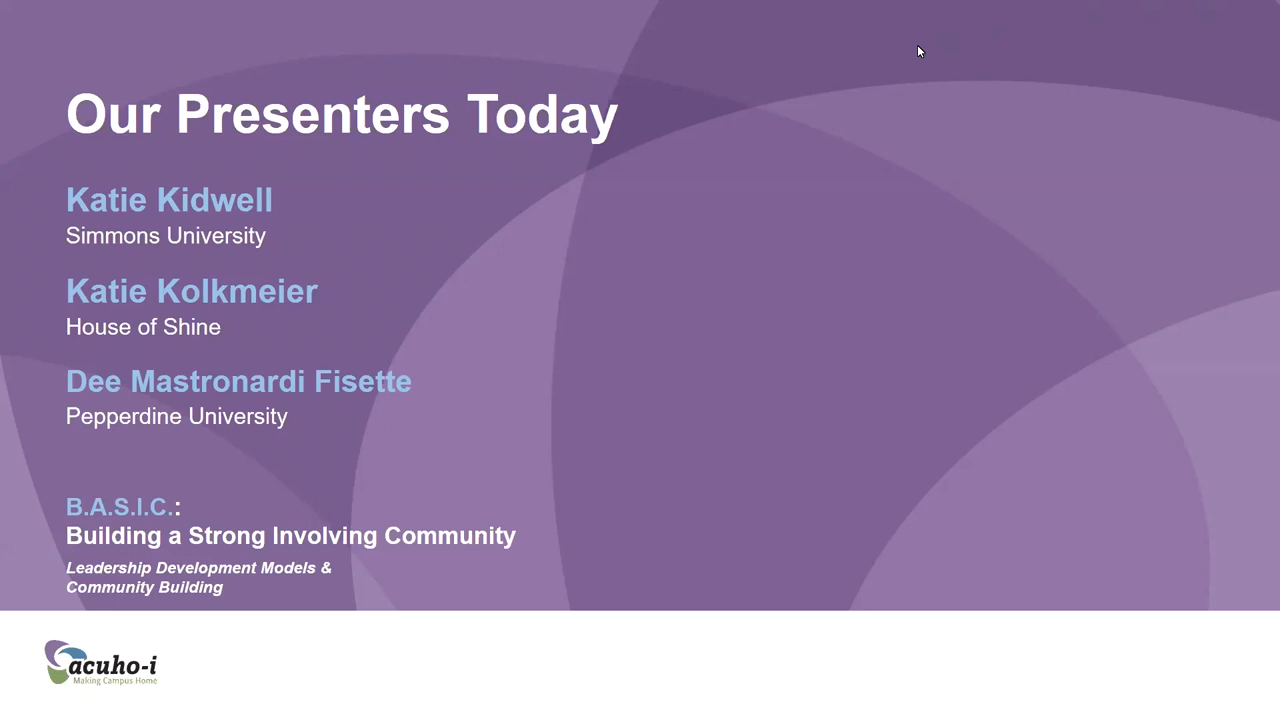 Our Presenters Today
Katie Kidwell
Simmons University
Katie Kolkmeier
House of Shine
Dee Mastronardi Fisette
Pepperdine University
B.A.S.I.C.:
Building a Strong Involving Community
Leadership Development Models &
Community Building
acuho-i
Making Campus Home